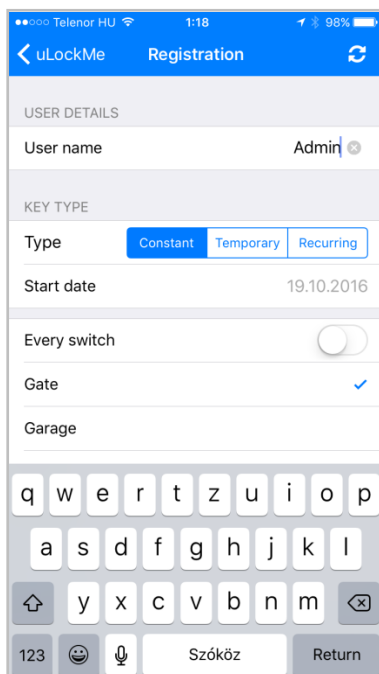 Telenor HU 1:18 98%
uLockMe Registration
USER DETAILS
User name Admin
KEY TYPE
Type Constant Temporary Recurring
Start date 19.10.2016
Every switch
Gate
Garage
q w e r t z u i o p
a s d f g h j k l
y x c v b n m
123 Szóköz Return